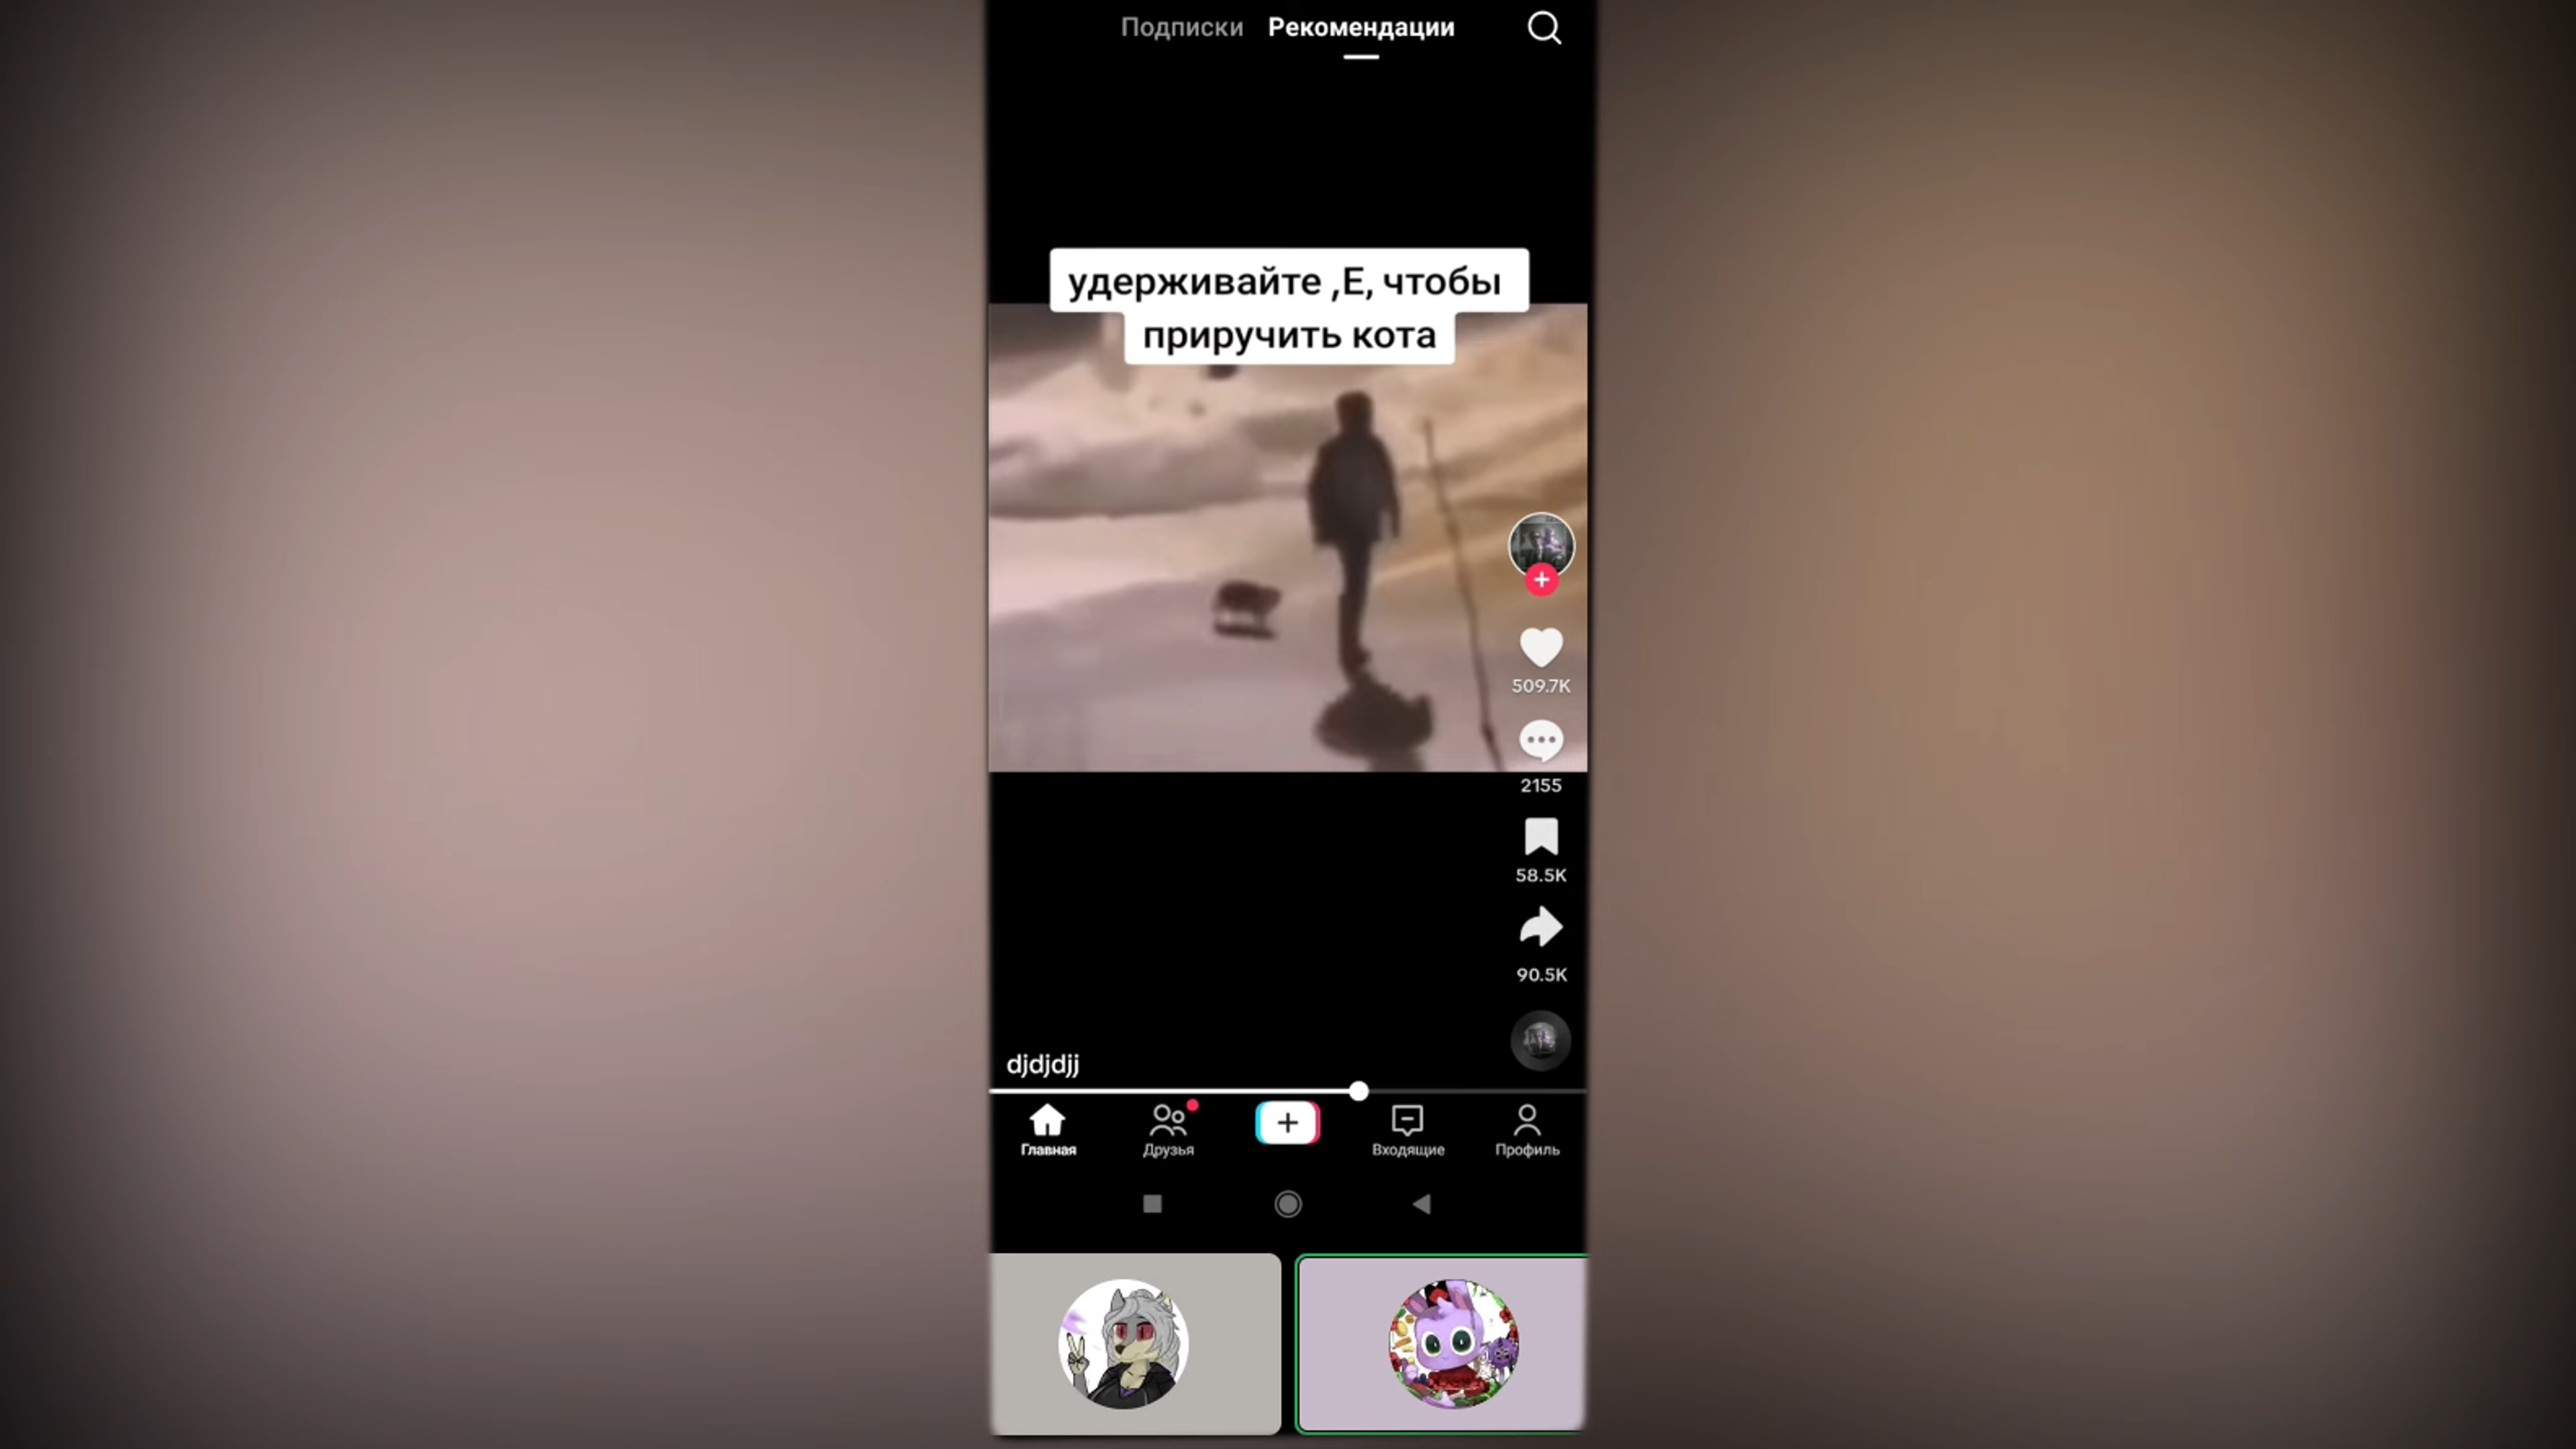 Подписки Рекомендации
удерживайте ,Е, чтобы
приручить кота
509.7K
2155
58.5K
90.5K
djdjdjj
Главная Друзья Входящие Профиль